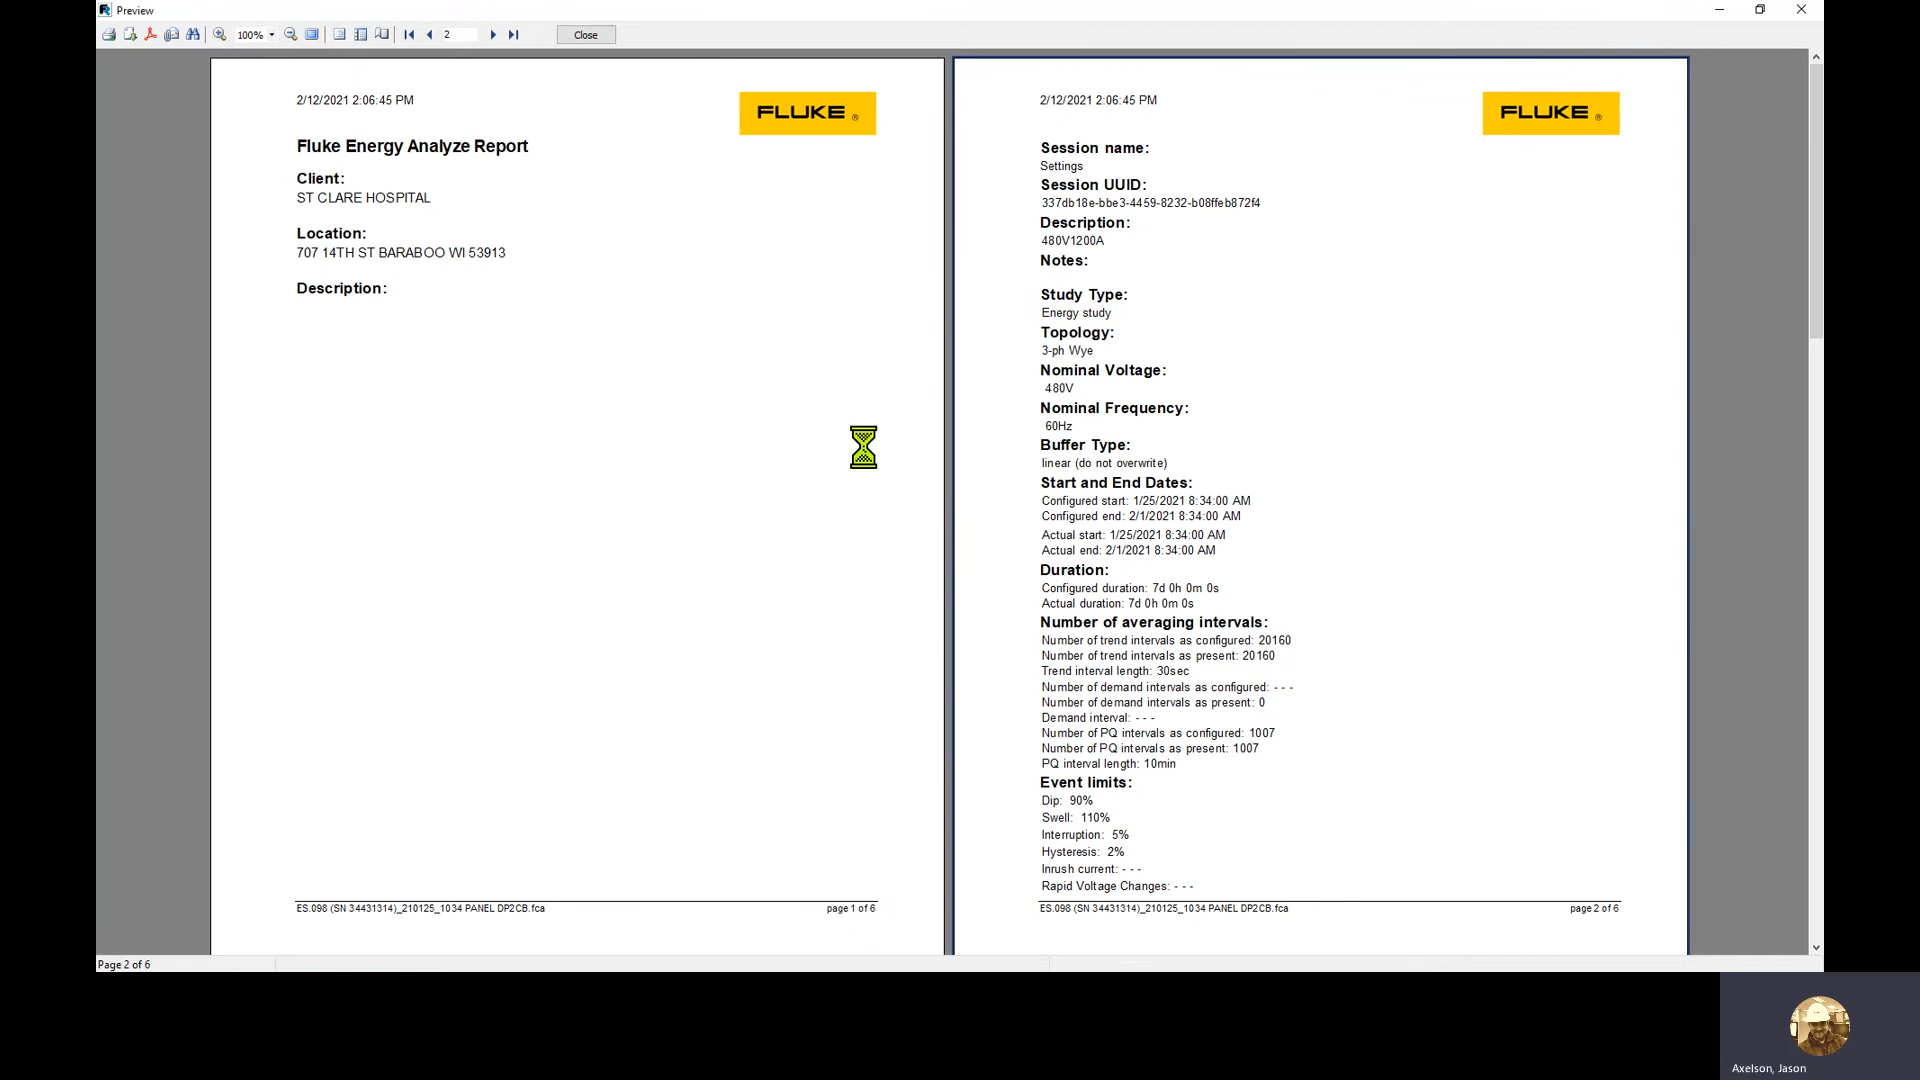 Preview
100%
2
Close
2/12/2021 2:06:45 PM
FLUKE ®
Fluke Energy Analyze Report
Client:
ST CLARE HOSPITAL
Location:
707 14TH ST BARABOO WI 53913
Description:
ES.098 (SN 34431314)_210125_1034 PANEL DP2CB.fca
page 1 of 6
2/12/2021 2:06:45 PM
FLUKE ®
Session name:
Settings
Session UUID:
337db18e-bbe3-4459-8232-b08ffeb872f4
Description:
480V1200A
Notes:
Study Type:
Energy study
Topology:
3-ph Wye
Nominal Voltage:
480V
Nominal Frequency:
60Hz
Buffer Type:
linear (do not overwrite)
Start and End Dates:
Configured start: 1/25/2021 8:34:00 AM
Configured end: 2/1/2021 8:34:00 AM
Actual start: 1/25/2021 8:34:00 AM
Actual end: 2/1/2021 8:34:00 AM
Duration:
Configured duration: 7d 0h 0m 0s
Actual duration: 7d 0h 0m 0s
Number of averaging intervals:
Number of trend intervals as configured: 20160
Number of trend intervals as present: 20160
Trend interval length: 30sec
Number of demand intervals as configured: - - -
Number of demand intervals as present: 0
Demand interval: - - -
Number of PQ intervals as configured: 1007
Number of PQ intervals as present: 1007
PQ interval length: 10min
Event limits:
Dip: 90%
Swell: 110%
Interruption: 5%
Hysteresis: 2%
Inrush current: - - -
Rapid Voltage Changes: - - -
ES.098 (SN 34431314)_210125_1034 PANEL DP2CB.fca
page 2 of 6
Page 2 of 6
Axelson, Jason